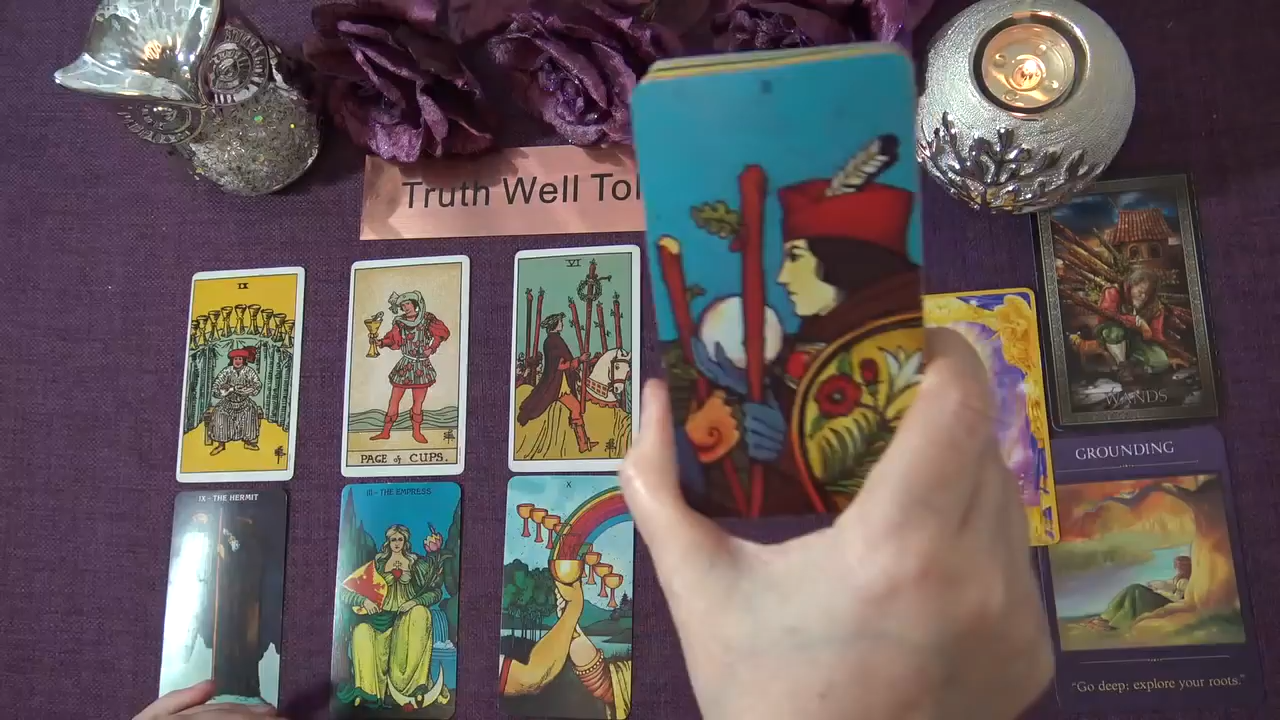 Truth Well Tol
IX
PAGE of CUPS.
VI
IX - THE HERMIT
III - THE EMPRESS
X
WANDS
GROUNDING
"Go deep; explore your roots."